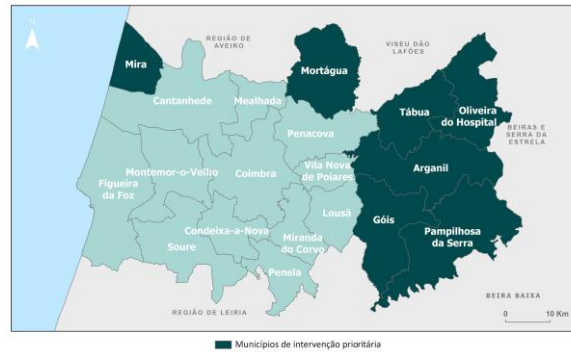 N
REGIÃO DE
AVEIRO
VISEU DÃO
LAFÕES
Mira
Mortágua
Cantanhede
Mealhada
Tábua
Oliveira
do Hospital
Penacova
BEIRAS E
SERRA DA
ESTRELA
Montemor-o-Velho
Coimbra
Vila Nova
de Poiares
Arganil
Figueira
da Foz
Lousã
Góis
Condeixa-a-Nova
Pampilhosa
da Serra
Soure
Miranda
do Corvo
Penela
REGIÃO DE LEIRIA
BEIRA BAIXA
0 10 Km
Municípios de intervenção prioritária